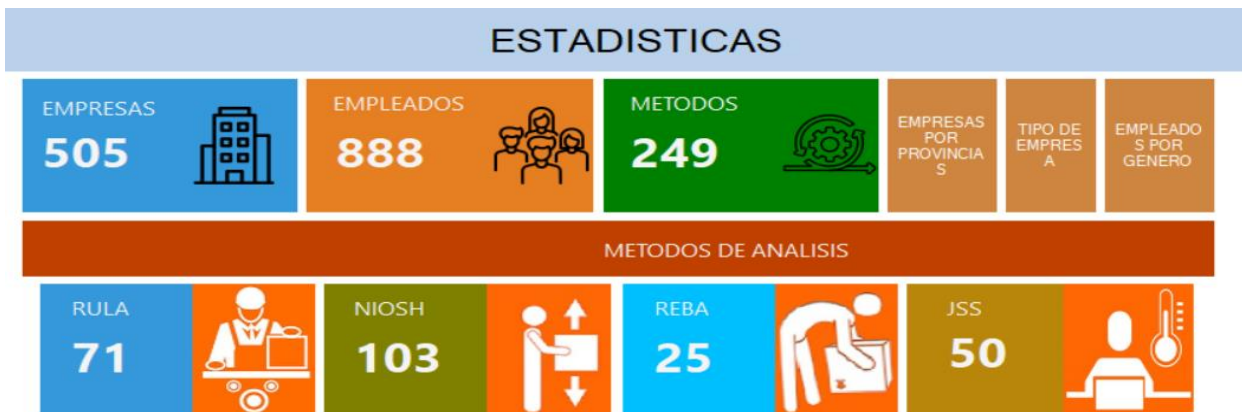 ESTADISTICAS
EMPRESAS
505
EMPLEADOS
888
METODOS
249
EMPRESAS
POR
PROVINCIA
S
TIPO DE
EMPRES
A
EMPLEADO
S POR
GENERO
METODOS DE ANALISIS
RULA
71
NIOSH
103
REBA
25
JSS
50